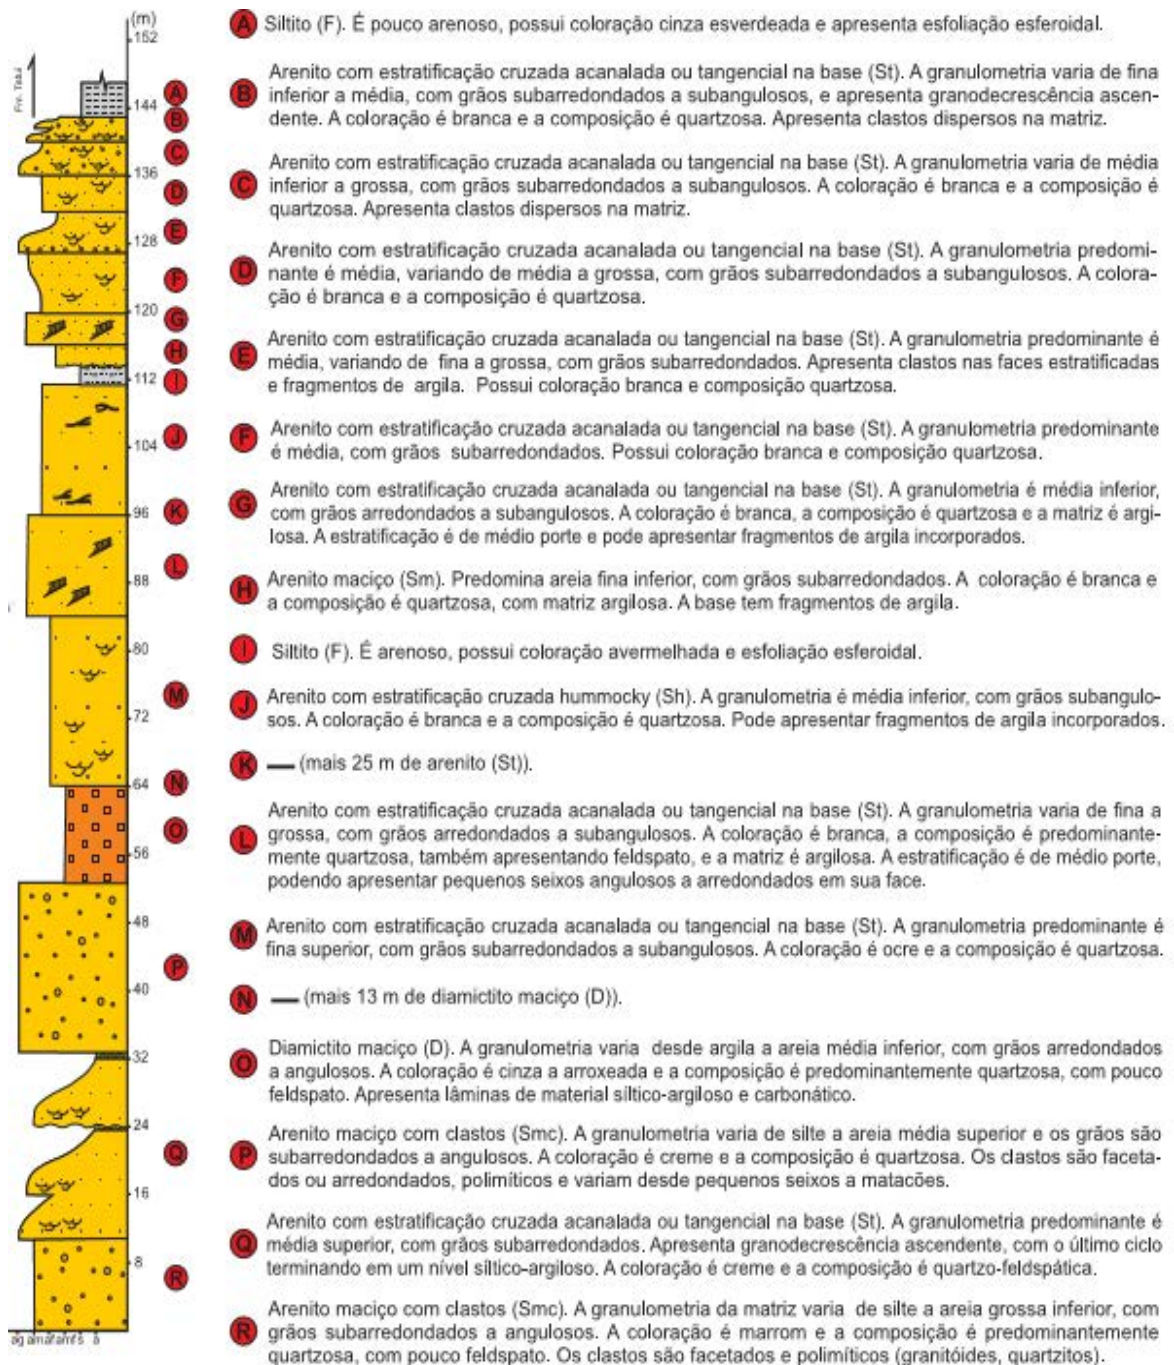 (m)
152
Fm. Tatuí
144
136
128
120
112
104
96
88
80
72
64
56
48
40
32
24
16
8
A
B
C
D
E
F
G
H
I
J
K
L
M
N
O
P
Q
R
A Siltito (F). É pouco arenoso, possui coloração cinza esverdeada e apresenta esfoliação esferoidal.
B Arenito com estratificação cruzada acanalada ou tangencial na base (St). A granulometria varia de fina
inferior a média, com grãos subarredondados a subangulosos, e apresenta granodecrescência ascen-
dente. A coloração é branca e a composição é quartzosa. Apresenta clastos dispersos na matriz.
C Arenito com estratificação cruzada acanalada ou tangencial na base (St). A granulometria varia de média
inferior a grossa, com grãos subarredondados a subangulosos. A coloração é branca e a composição é
quartzosa. Apresenta clastos dispersos na matriz.
D Arenito com estratificação cruzada acanalada ou tangencial na base (St). A granulometria predomi-
nante é média, variando de média a grossa, com grãos subarredondados a subangulosos. A colora-
ção é branca e a composição é quartzosa.
E Arenito com estratificação cruzada acanalada ou tangencial na base (St). A granulometria predominante é
média, variando de fina a grossa, com grãos subarredondados. Apresenta clastos nas faces estratificadas
e fragmentos de argila. Possui coloração branca e composição quartzosa.
F Arenito com estratificação cruzada acanalada ou tangencial na base (St). A granulometria predominante
é média, com grãos subarredondados. Possui coloração branca e composição quartzosa.
G Arenito com estratificação cruzada acanalada ou tangencial na base (St). A granulometria é média inferior,
com grãos arredondados a subangulosos. A coloração é branca, a composição é quartzosa e a matriz é argi-
losa. A estratificação é de médio porte e pode apresentar fragmentos de argila incorporados.
H Arenito maciço (Sm). Predomina areia fina inferior, com grãos subarredondados. A coloração é branca e
a composição é quartzosa, com matriz argilosa. A base tem fragmentos de argila.
I Siltito (F). É arenoso, possui coloração avermelhada e esfoliação esferoidal.
J Arenito com estratificação cruzada hummocky (Sh). A granulometria é média inferior, com grãos subangulo-
sos. A coloração é branca e a composição é quartzosa. Pode apresentar fragmentos de argila incorporados.
K — (mais 25 m de arenito (St)).
L Arenito com estratificação cruzada acanalada ou tangencial na base (St). A granulometria varia de fina a
grossa, com grãos arredondados a subangulosos. A coloração é branca, a composição é predominante-
mente quartzosa, também apresentando feldspato, e a matriz é argilosa. A estratificação é de médio porte,
podendo apresentar pequenos seixos angulosos a arredondados em sua face.
M Arenito com estratificação cruzada acanalada ou tangencial na base (St). A granulometria predominante é
fina superior, com grãos subarredondados a subangulosos. A coloração é ocre e a composição é quartzosa.
N — (mais 13 m de diamictito maciço (D)).
O Diamictito maciço (D). A granulometria varia desde argila a areia média inferior, com grãos arredondados
a angulosos. A coloração é cinza a arroxeada e a composição é predominantemente quartzosa, com pouco
feldspato. Apresenta lâminas de material síltico-argiloso e carbonático.
P Arenito maciço com clastos (Smc). A granulometria varia de silte a areia média superior e os grãos são
subarredondados a angulosos. A coloração é creme e a composição é quartzosa. Os clastos são faceta-
dos ou arredondados, polimíticos e variam desde pequenos seixos a matacões.
Q Arenito com estratificação cruzada acanalada ou tangencial na base (St). A granulometria predominante é
média superior, com grãos subarredondados. Apresenta granodecrescência ascendente, com o último ciclo
terminando em um nível síltico-argiloso. A coloração é creme e a composição é quartzo-feldspática.
R Arenito maciço com clastos (Smc). A granulometria da matriz varia de silte a areia grossa inferior, com
grãos subarredondados a angulosos. A coloração é marrom e a composição é predominantemente
quartzosa, com pouco feldspato. Os clastos são facetados e polimíticos (granitóides, quartzitos).